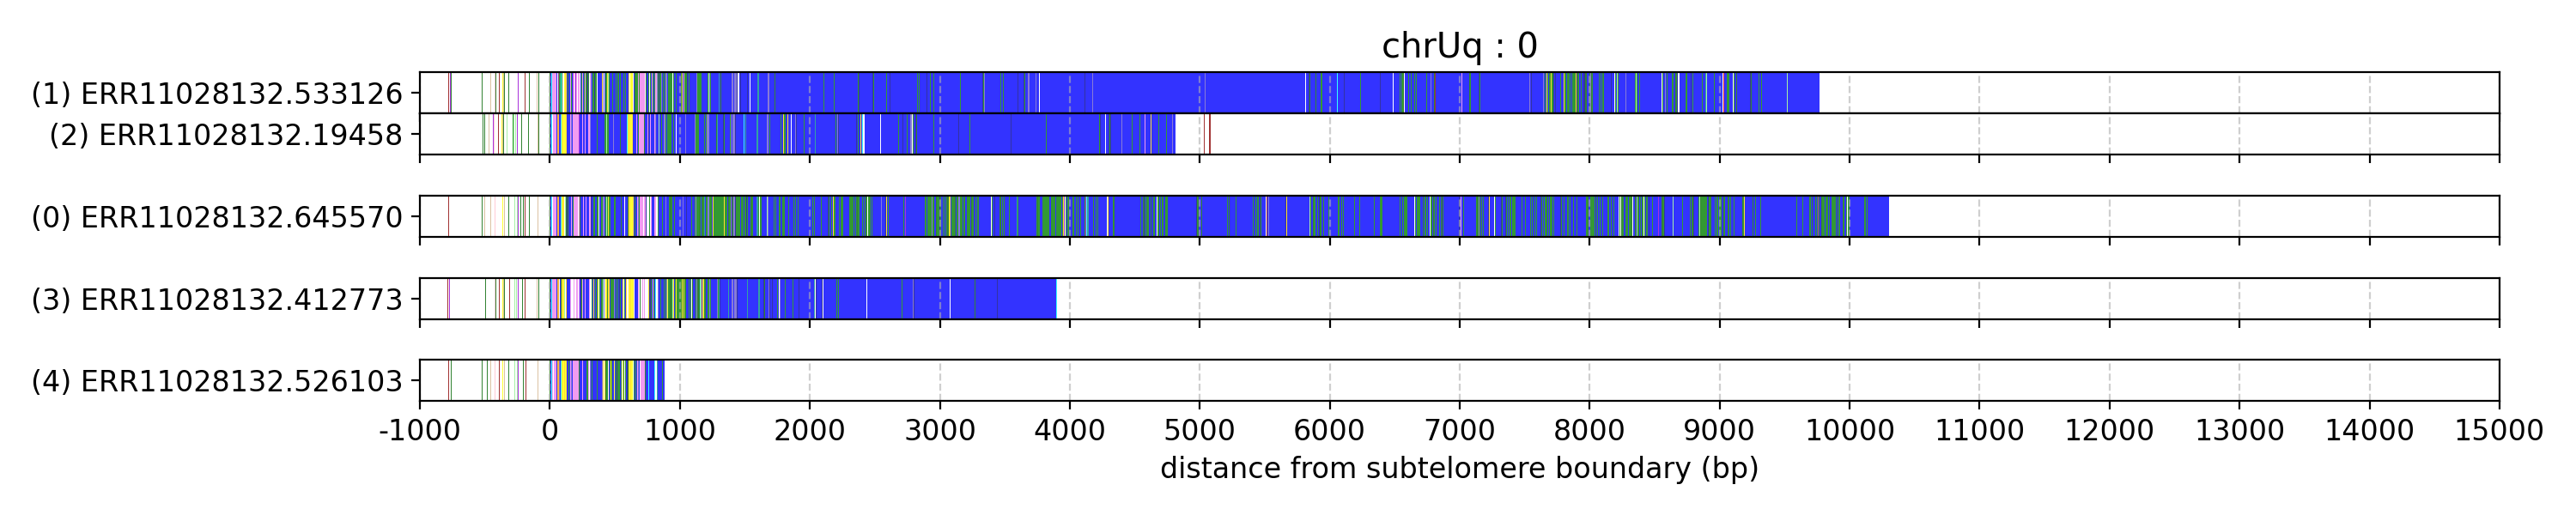 chrUq : 0
(1) ERR11028132.533126
(2) ERR11028132.19458
(0) ERR11028132.645570
(3) ERR11028132.412773
(4) ERR11028132.526103
-1000 0 1000 2000 3000 4000 5000 6000 7000 8000 9000 10000 11000 12000 13000 14000 15000
distance from subtelomere boundary (bp)